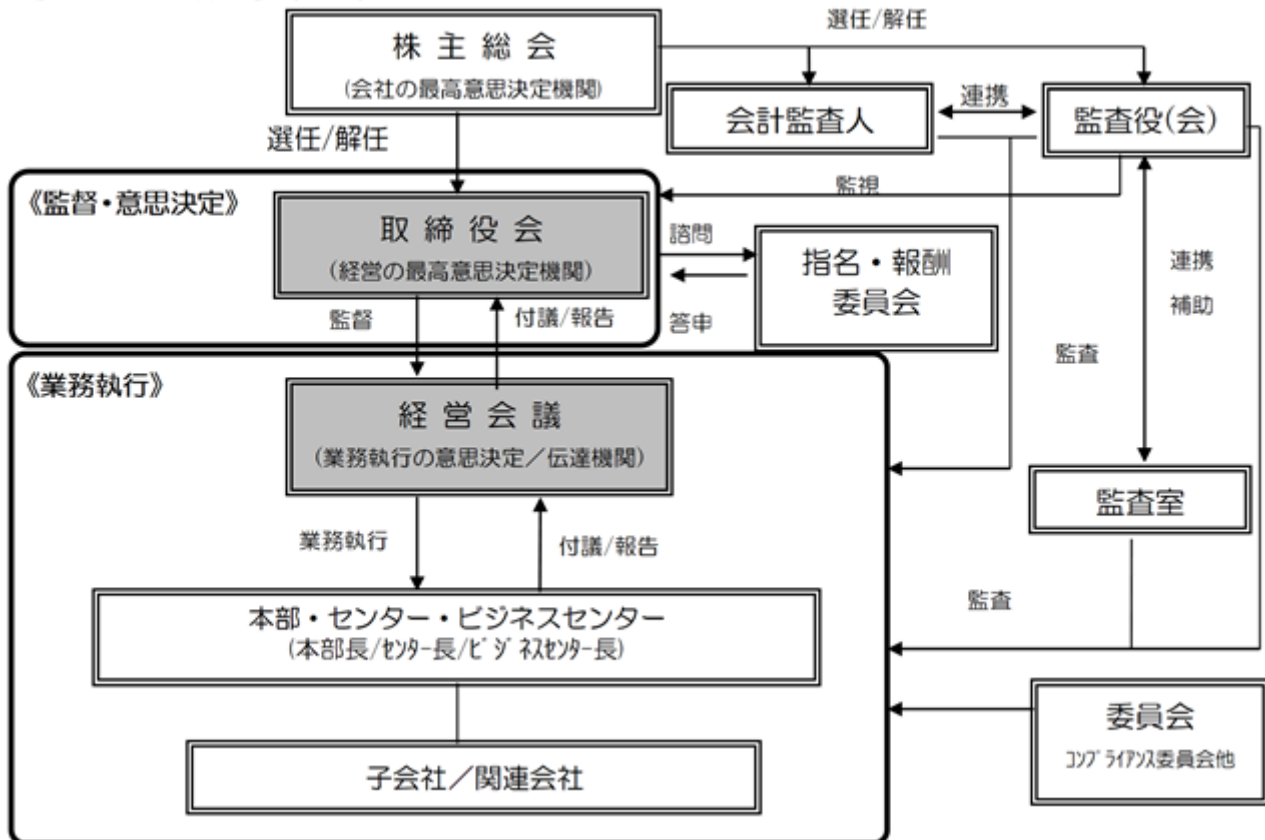 選任/解任
株主総会
(会社の最高意思決定機関)
会計監査人
連携
監査役(会)
選任/解任
《監督・意思決定》
監視
取締役会
(経営の最高意思決定機関)
諮問
指名・報酬
委員会
連携
補助
監督
付議/報告
答申
監査
《業務執行》
経営会議
(業務執行の意思決定／伝達機関)
監査室
業務執行
付議/報告
監査
本部・センター・ビジネスセンター
(本部長/ｾﾝﾀｰ長/ﾋﾞｼﾞﾈｽｾﾝﾀｰ長)
委員会
ｺﾝﾌﾟﾗｲｱﾝｽ委員会他
子会社／関連会社